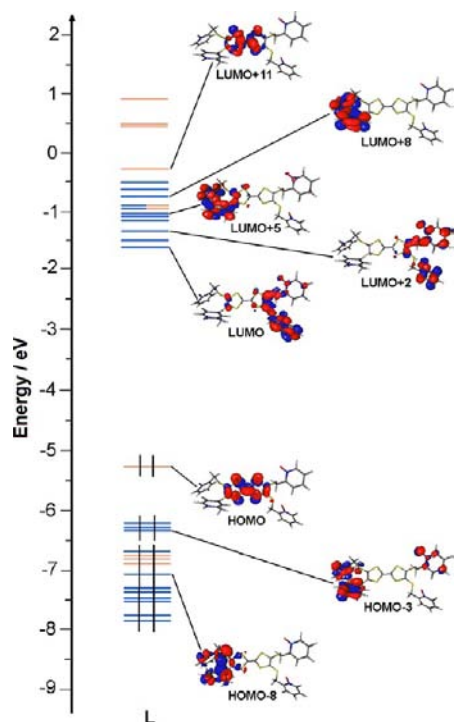 2
LUMO+11
1
LUMO+8
0
LUMO+5
-1
LUMO+2
-2
LUMO
-3
Energy / eV
-4
-5
HOMO
-6
HOMO-3
-7
-8
HOMO-8
-9
L